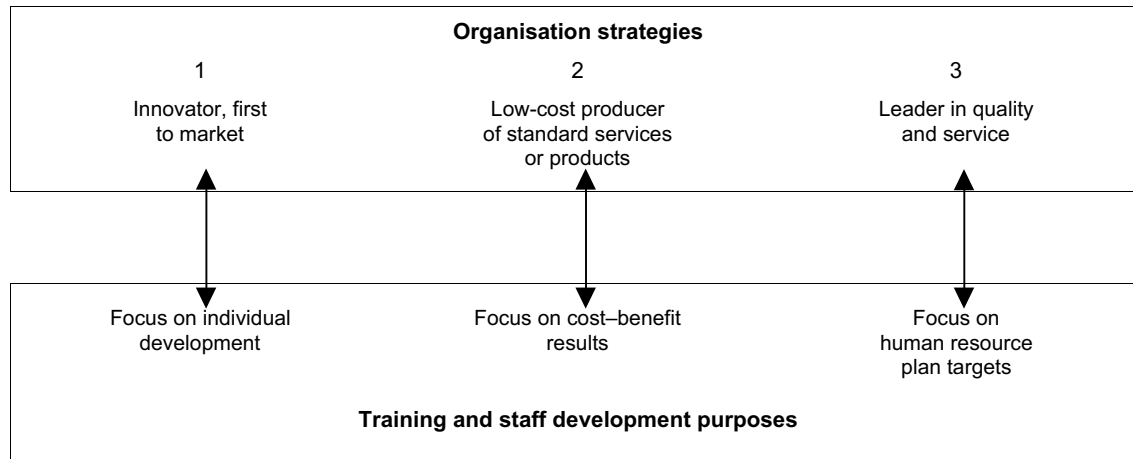 Organisation strategies
1
Innovator, first
to market
2
Low-cost producer
of standard services
or products
3
Leader in quality
and service
Focus on individual
development
Focus on cost–benefit
results
Focus on
human resource
plan targets
Training and staff development purposes